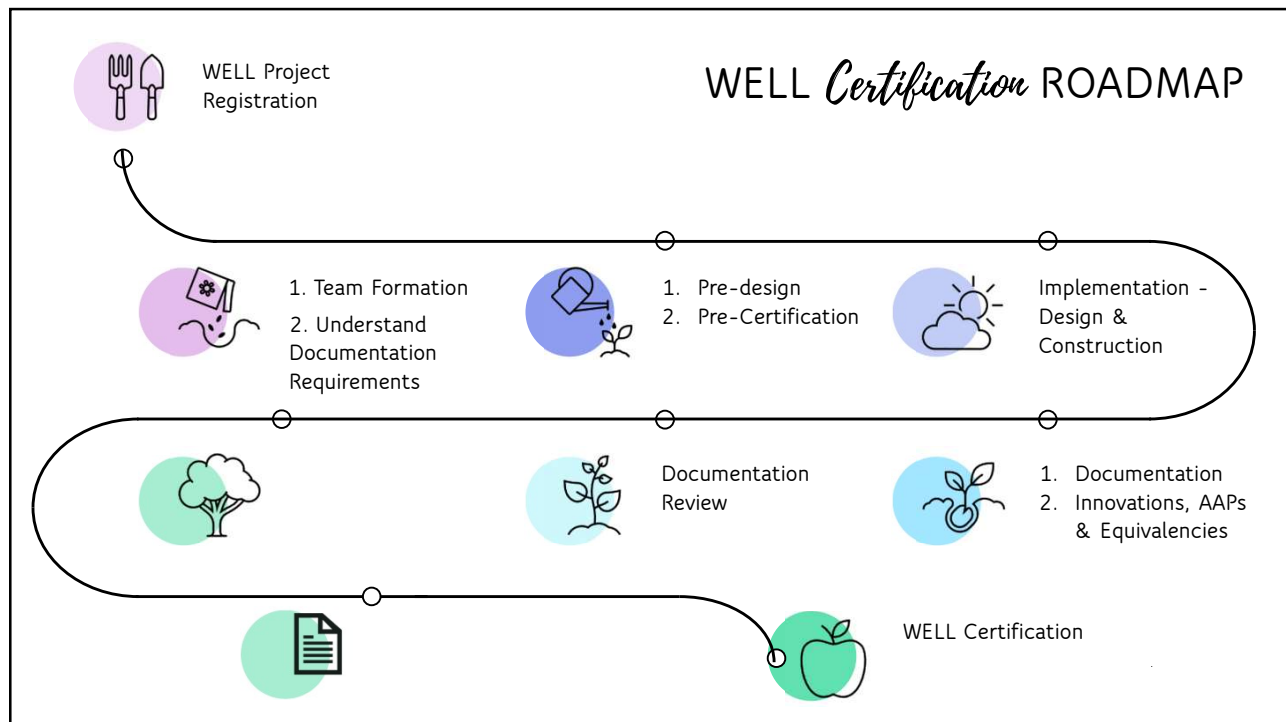 WELL Project
Registration
WELL Certification ROADMAP
1. Team Formation
2. Understand
Documentation
Requirements
1. Pre-design
2. Pre-Certification
Implementation -
Design &
Construction
Documentation
Review
1. Documentation
2. Innovations, AAPs
& Equivalencies
WELL Certification